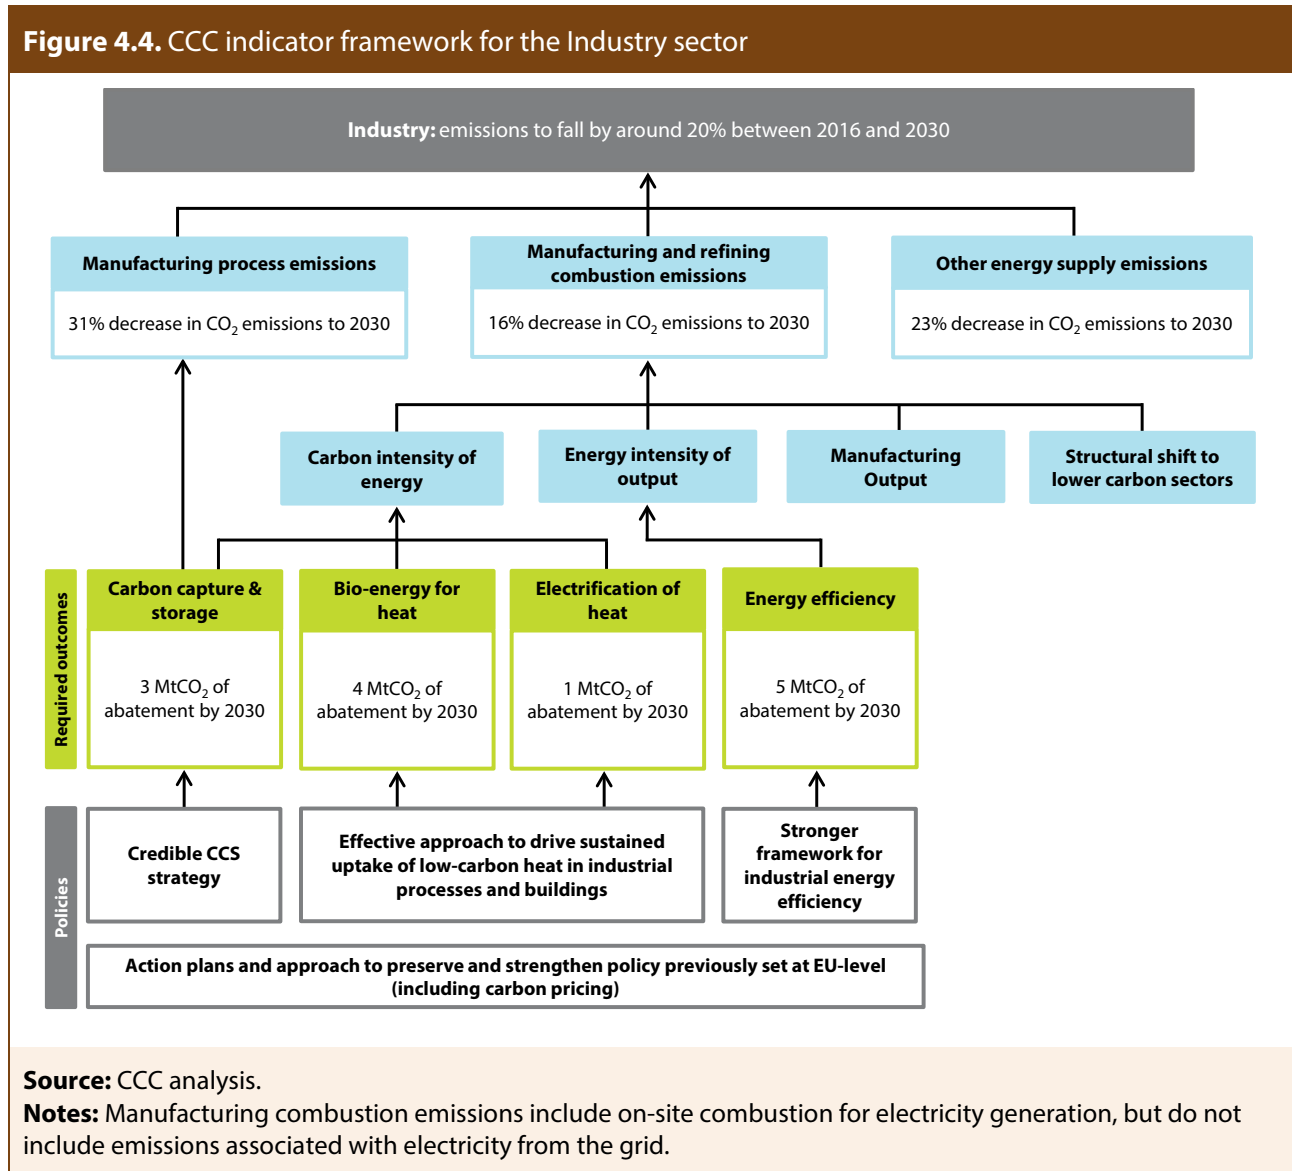 Figure 4.4. CCC indicator framework for the Industry sector
Industry: emissions to fall by around 20% between 2016 and 2030
Manufacturing process emissions
31% decrease in CO₂ emissions to 2030
Manufacturing and refining
combustion emissions
16% decrease in CO₂ emissions to 2030
Other energy supply emissions
23% decrease in CO₂ emissions to 2030
Carbon intensity of
energy
Energy intensity of
output
Manufacturing
Output
Structural shift to
lower carbon sectors
Required outcomes
Carbon capture &
storage
3 MtCO₂ of
abatement by 2030
Bio-energy for
heat
4 MtCO₂ of
abatement by 2030
Electrification of
heat
1 MtCO₂ of
abatement by 2030
Energy efficiency
5 MtCO₂ of
abatement by 2030
Policies
Credible CCS
strategy
Effective approach to drive sustained
uptake of low-carbon heat in industrial
processes and buildings
Stronger
framework for
industrial energy
efficiency
Action plans and approach to preserve and strengthen policy previously set at EU-level
(including carbon pricing)
Source: CCC analysis.
Notes: Manufacturing combustion emissions include on-site combustion for electricity generation, but do not
include emissions associated with electricity from the grid.